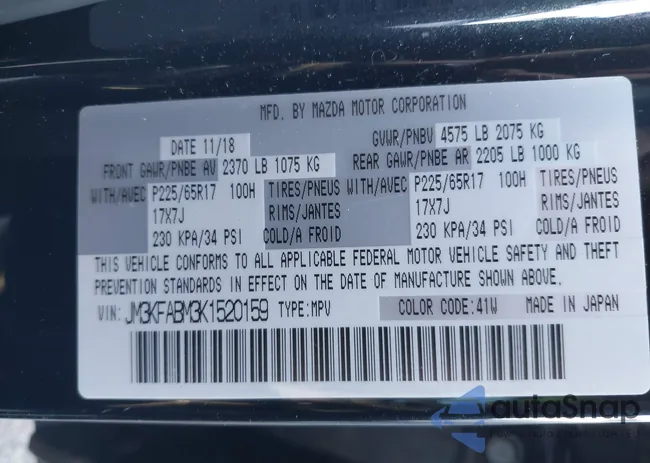 MFD. BY MAZDA MOTOR CORPORATION
DATE 11/18 GVWR/PNBV 4575 LB 2075 KG
FRONT GAWR/PNBE AV 2370 LB 1075 KG REAR GAWR/PNBE AR 2205 LB 1000 KG
WITH/AVEC P225/65R17 100H TIRES/PNEUS WITH/AVEC P225/65R17 100H TIRES/PNEUS
17X7J RIMS/JANTES 17X7J RIMS/JANTES
230 KPA/34 PSI COLD/A FROID 230 KPA/34 PSI COLD/A FROID
THIS VEHICLE CONFORMS TO ALL APPLICABLE FEDERAL MOTOR VEHICLE SAFETY AND THEFT
PREVENTION STANDARDS IN EFFECT ON THE DATE OF MANUFACTURE SHOWN ABOVE.
VIN: JM3KFABM3K1520159 TYPE:MPV COLOR CODE:41W MADE IN JAPAN
autoSnap